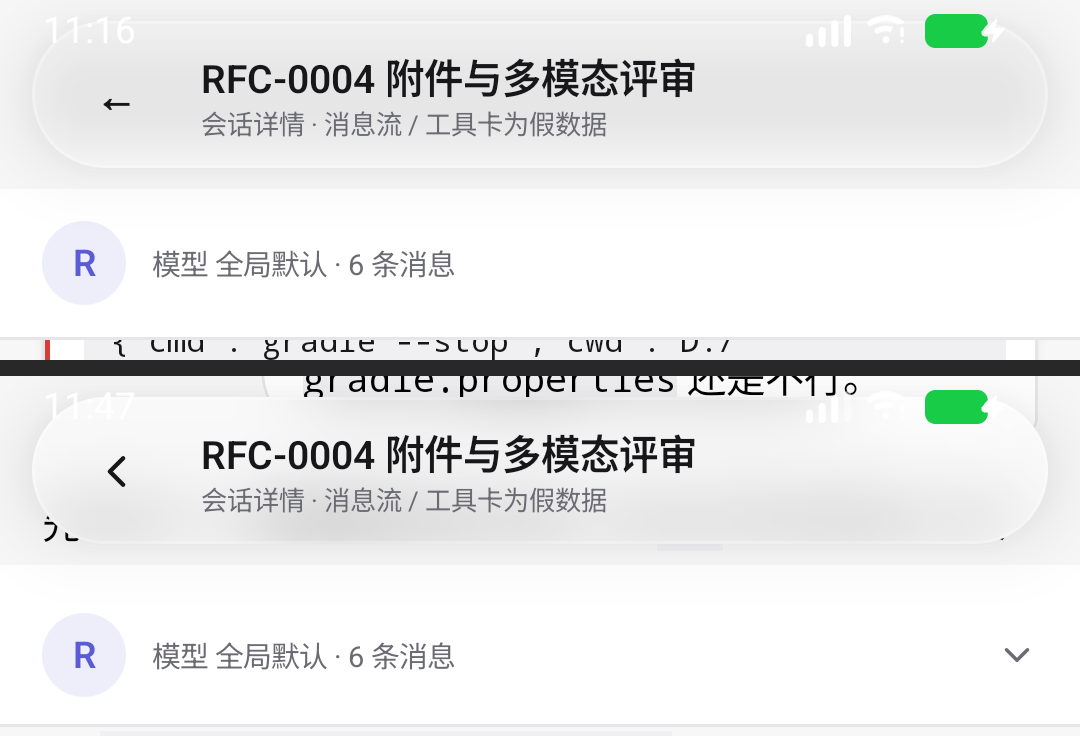 11:16
←
RFC-0004 附件与多模态评审
会话详情 · 消息流 / 工具卡为假数据
R
模型 全局默认 · 6 条消息
gradle --stop
gradle.properties 还是不行。
11:47
RFC-0004 附件与多模态评审
会话详情 · 消息流 / 工具卡为假数据
R
模型 全局默认 · 6 条消息